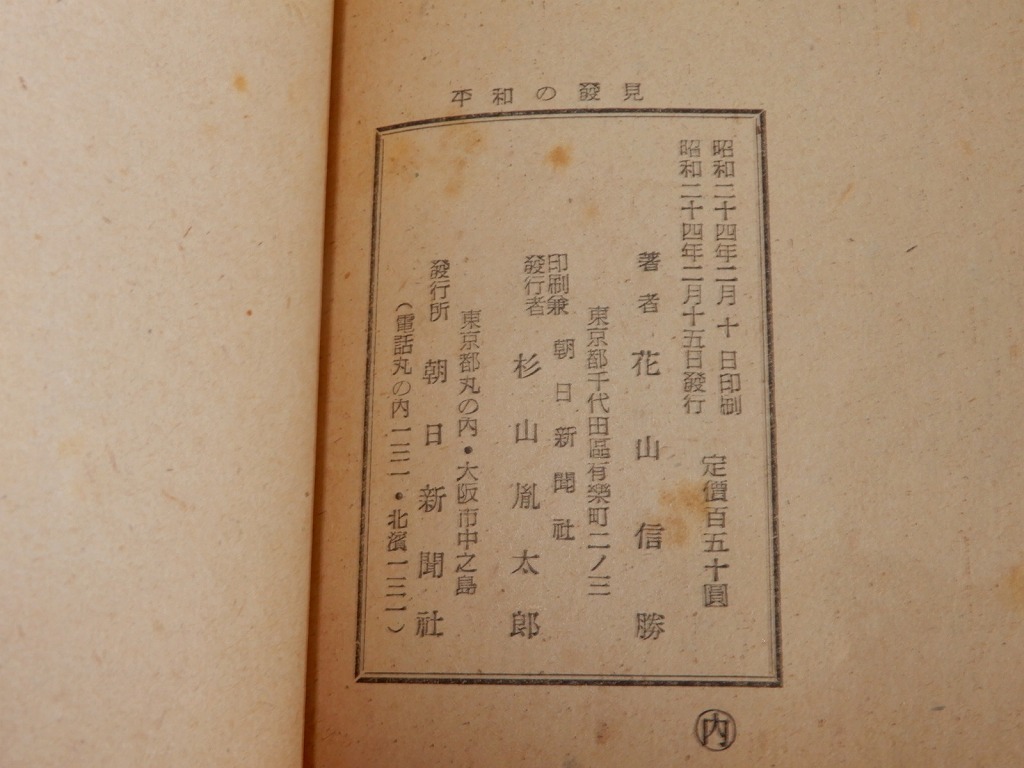 平和の發見
昭和二十四年二月十日印刷
昭和二十四年二月十五日發行
定價百五十圓
著者 花山信勝
東京都千代田區有樂町二ノ三
印刷兼發行者 朝日新聞社
杉山胤太郎
東京都丸の内・大阪市中之島
發行所 朝日新聞社
（電話丸の内一三一・北濱一三一）
内